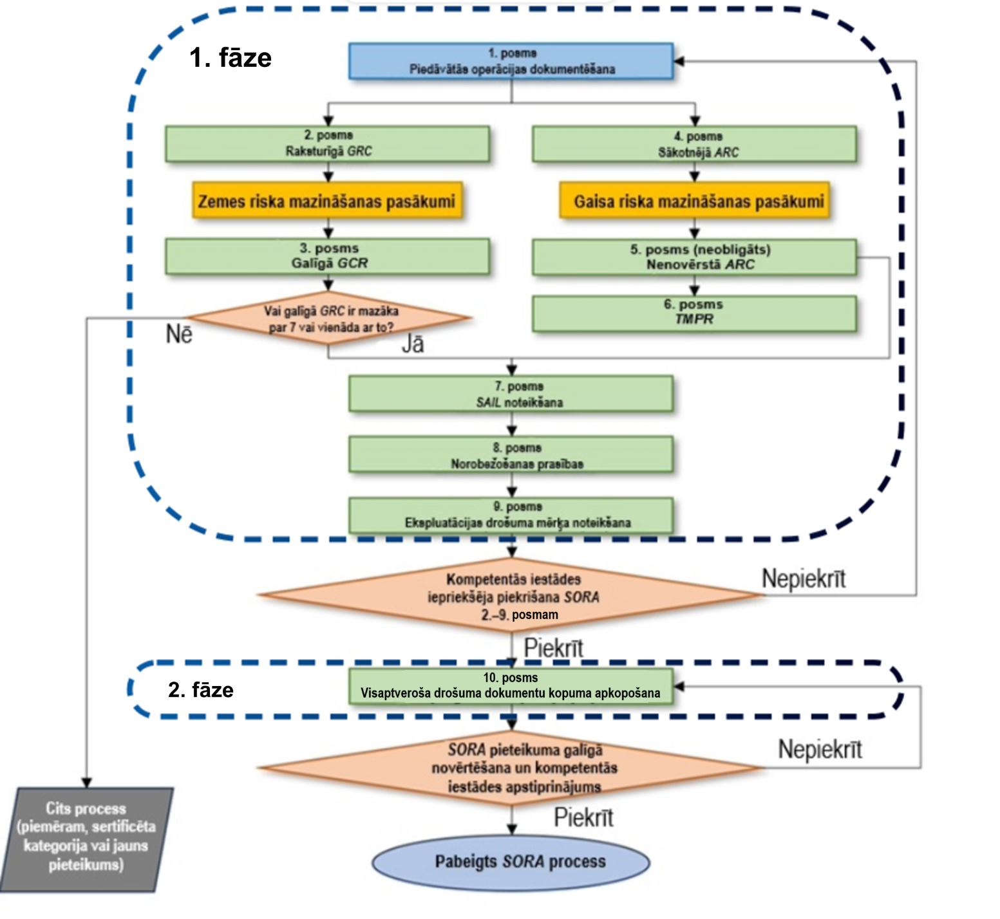 1. fāze
1. posms
Piedāvātās operācijas dokumentēšana
2. posms
Raksturīgā GRC
4. posms
Sākotnējā ARC
Zemes riska mazināšanas pasākumi
Gaisa riska mazināšanas pasākumi
3. posms
Galīgā GCR
5. posms (neobligāts)
Nenovērstā ARC
Vai galīgā GRC ir mazāka
par 7 vai vienāda ar to?
6. posms
TMPR
Nē
Jā
7. posms
SAIL noteikšana
8. posms
Norobežošanas prasības
9. posms
Ekspluatācijas drošuma mērķa noteikšana
Kompetentās iestādes
iepriekšēja piekrišana SORA
2.–9. posmam
Nepiekrīt
Piekrīt
2. fāze
10. posms
Visaptveroša drošuma dokumentu kopuma apkopošana
SORA pieteikuma galīgā
novērtēšana un kompetentās
iestādes apstiprinājums
Nepiekrīt
Piekrīt
Cits process
(piemēram, sertificēta
kategorija vai jauns
pieteikums)
Pabeigts SORA process